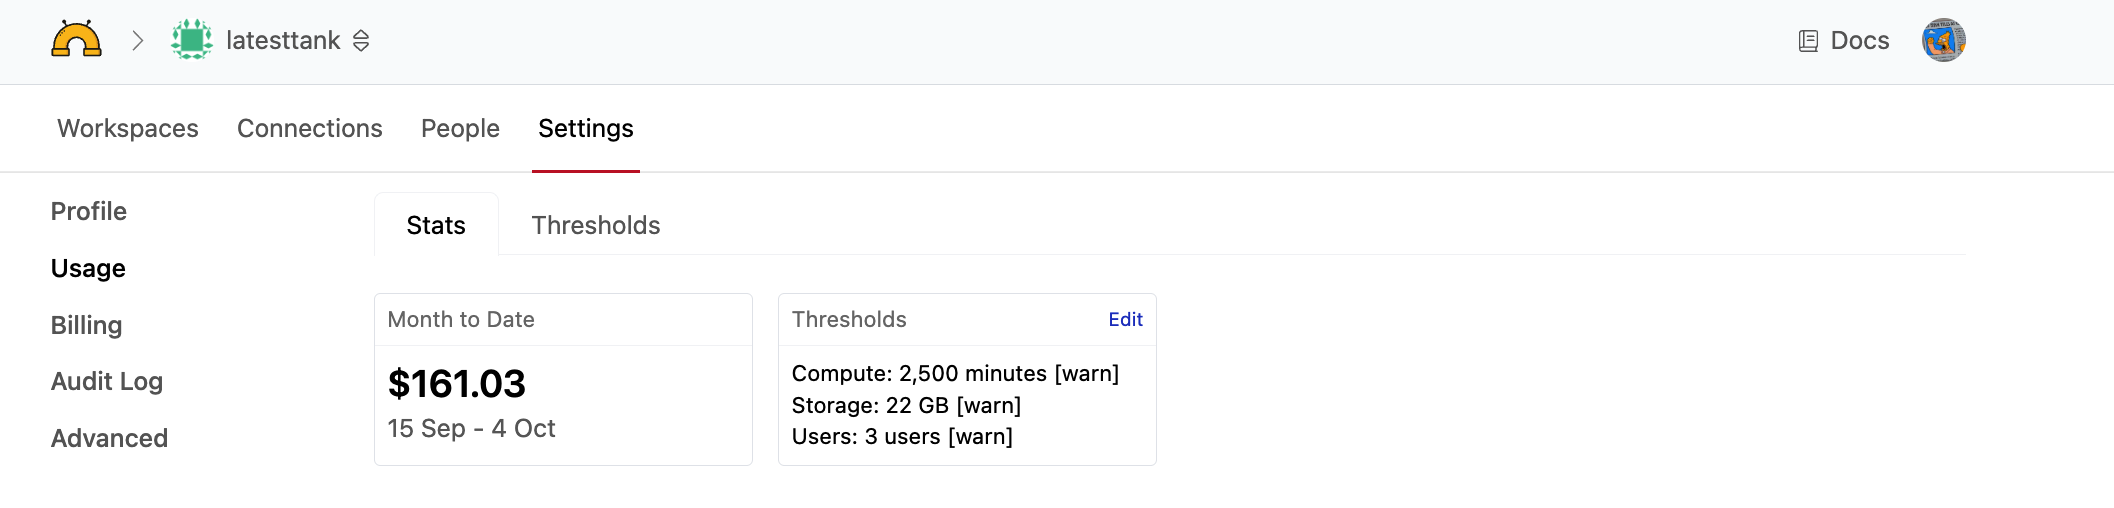 latesttank
Docs
Workspaces Connections People Settings
Profile
Usage
Billing
Audit Log
Advanced
Stats Thresholds
Month to Date
$161.03
15 Sep - 4 Oct
Thresholds Edit
Compute: 2,500 minutes [warn]
Storage: 22 GB [warn]
Users: 3 users [warn]